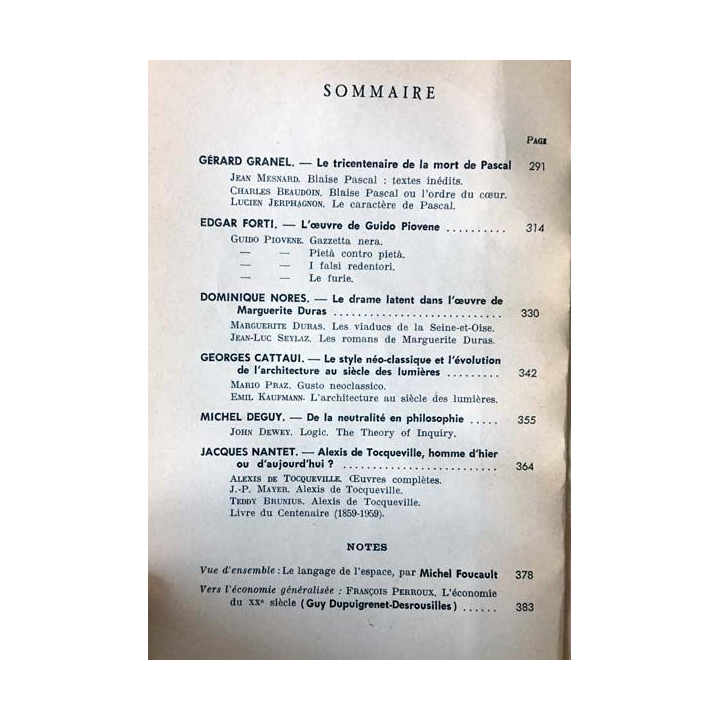 SOMMAIRE
PAGE
GÉRARD GRANEL. — Le tricentenaire de la mort de Pascal 291
JEAN MESNARD. Blaise Pascal : textes inédits.
CHARLES BEAUDOIN. Blaise Pascal ou l'ordre du cœur.
LUCIEN JERPHAGNON. Le caractère de Pascal.
EDGAR FORTI. — L'œuvre de Guido Piovene .......... 314
GUIDO PIOVENE. Gazzetta nera.
— — Pietà contro pietà.
— — I falsi redentori.
— — Le furie.
DOMINIQUE NORES. — Le drame latent dans l'œuvre de
Marguerite Duras ............................ 330
MARGUERITE DURAS. Les viaducs de la Seine-et-Oise.
JEAN-LUC SEYLAZ. Les romans de Marguerite Duras.
GEORGES CATTAUI. — Le style néo-classique et l'évolution
de l'architecture au siècle des lumières ......... 342
MARIO PRAZ. Gusto neoclassico.
EMIL KAUFMANN. L'architecture au siècle des lumières.
MICHEL DEGUY. — De la neutralité en philosophie ..... 355
JOHN DEWEY. Logic. The Theory of Inquiry.
JACQUES NANTET. — Alexis de Tocqueville, homme d'hier
ou d'aujourd'hui ? ......................... 364
ALEXIS DE TOCQUEVILLE. Œuvres complètes.
J.-P. MAYER. Alexis de Tocqueville.
TEDDY BRUNIUS. Alexis de Tocqueville.
Livre du Centenaire (1859-1959).
NOTES
Vue d'ensemble : Le langage de l'espace, par Michel Foucault 378
Vers l'économie généralisée : FRANÇOIS PERROUX. L'économie
du XXe siècle (Guy Dupuigrenet-Desrousilles) ...... 383